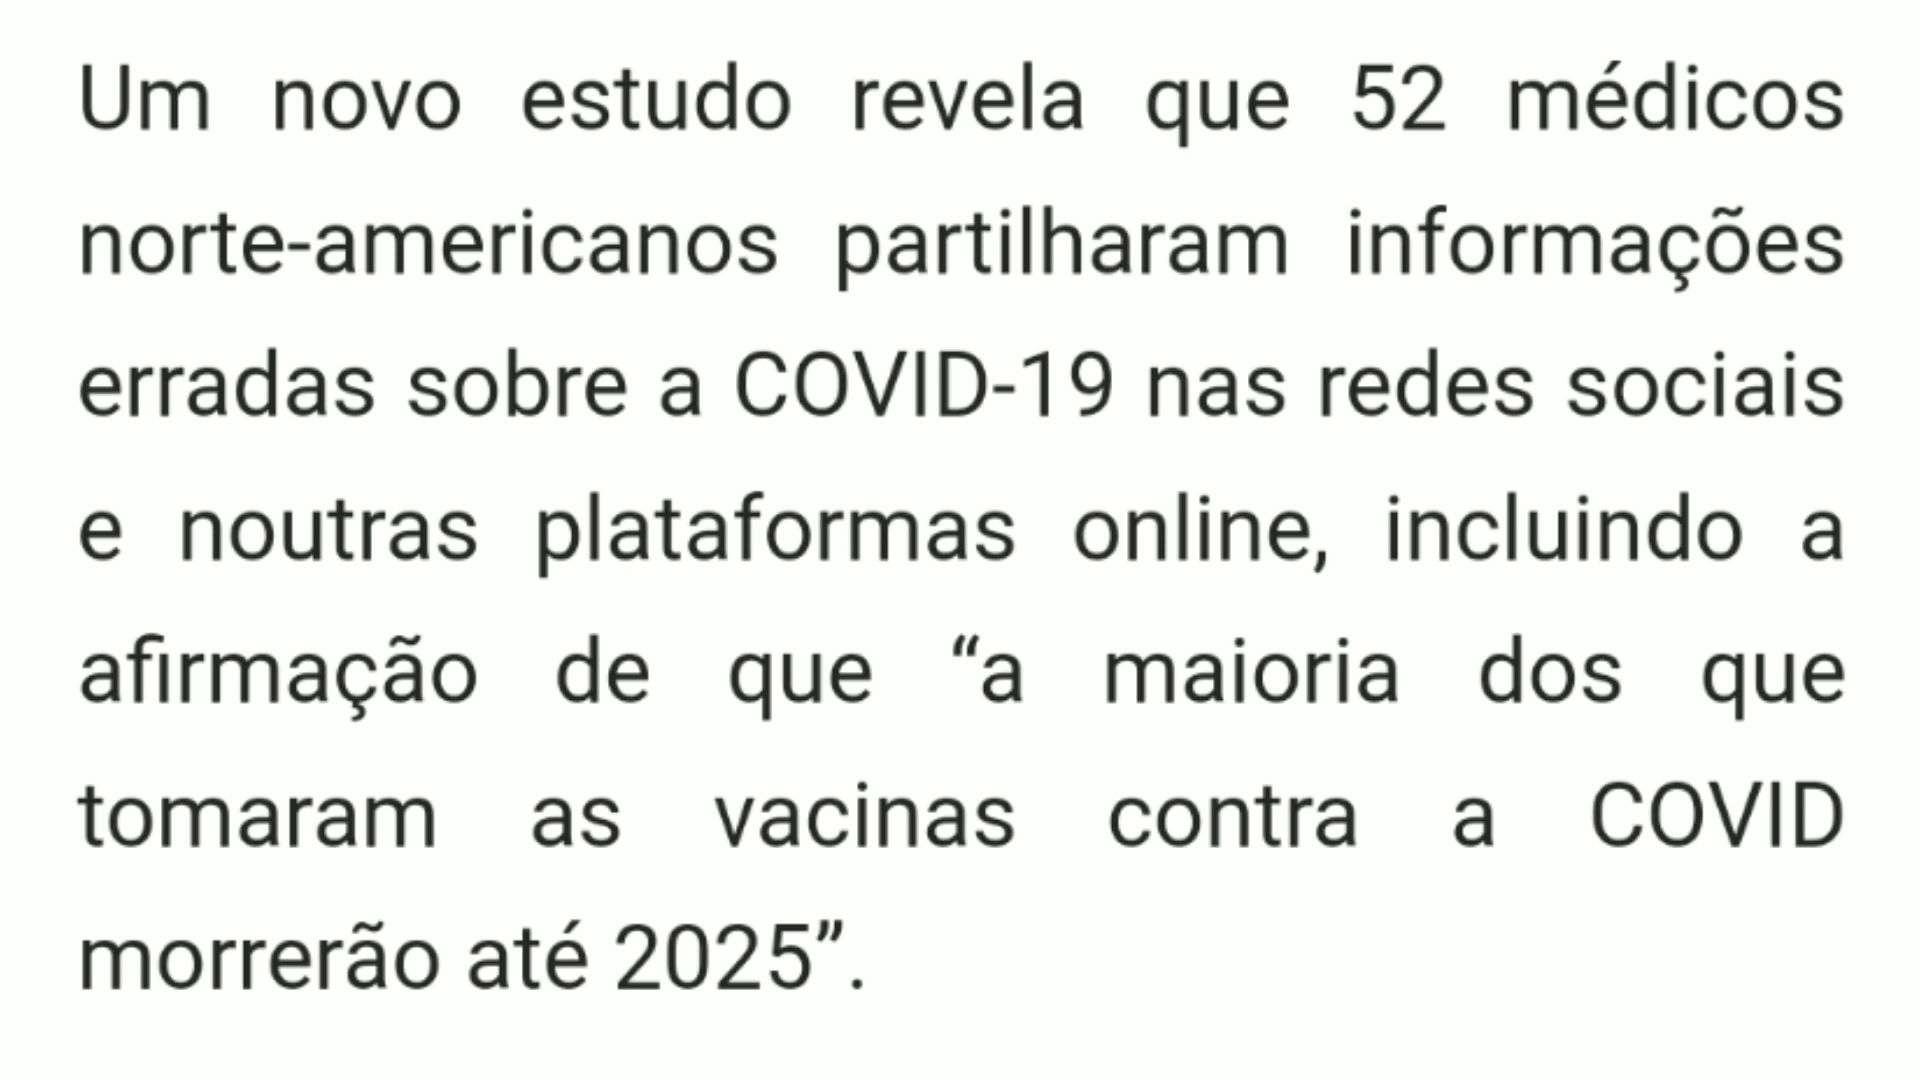 Um novo estudo revela que 52 médicos
norte-americanos partilharam informações
erradas sobre a COVID-19 nas redes sociais
e noutras plataformas online, incluindo a
afirmação de que “a maioria dos que
tomaram as vacinas contra a COVID
morrerão até 2025”.